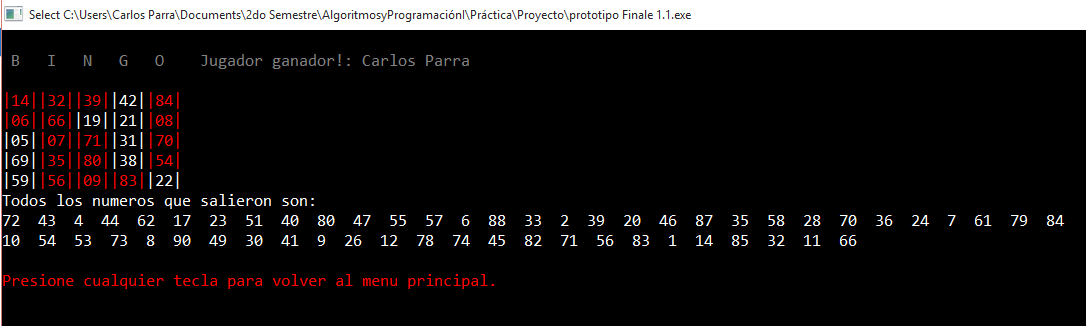 Select C:\Users\Carlos Parra\Documents\2do Semestre\AlgoritmosyProgramaciónI\Práctica\Proyecto\prototipo Finale 1.1.exe
B I N G O Jugador ganador!: Carlos Parra
|14||32||39||42||84|
|06||66||19||21||08|
|05||07||71||31||70|
|69||35||80||38||54|
|59||56||09||83||22|
Todos los numeros que salieron son:
72 43 4 44 62 17 23 51 40 80 47 55 57 6 88 33 2 39 20 46 87 35 58 28 70 36 24 7 61 79 84
10 54 53 73 8 90 49 30 41 9 26 12 78 74 45 82 71 56 83 1 14 85 32 11 66
Presione cualquier tecla para volver al menu principal.